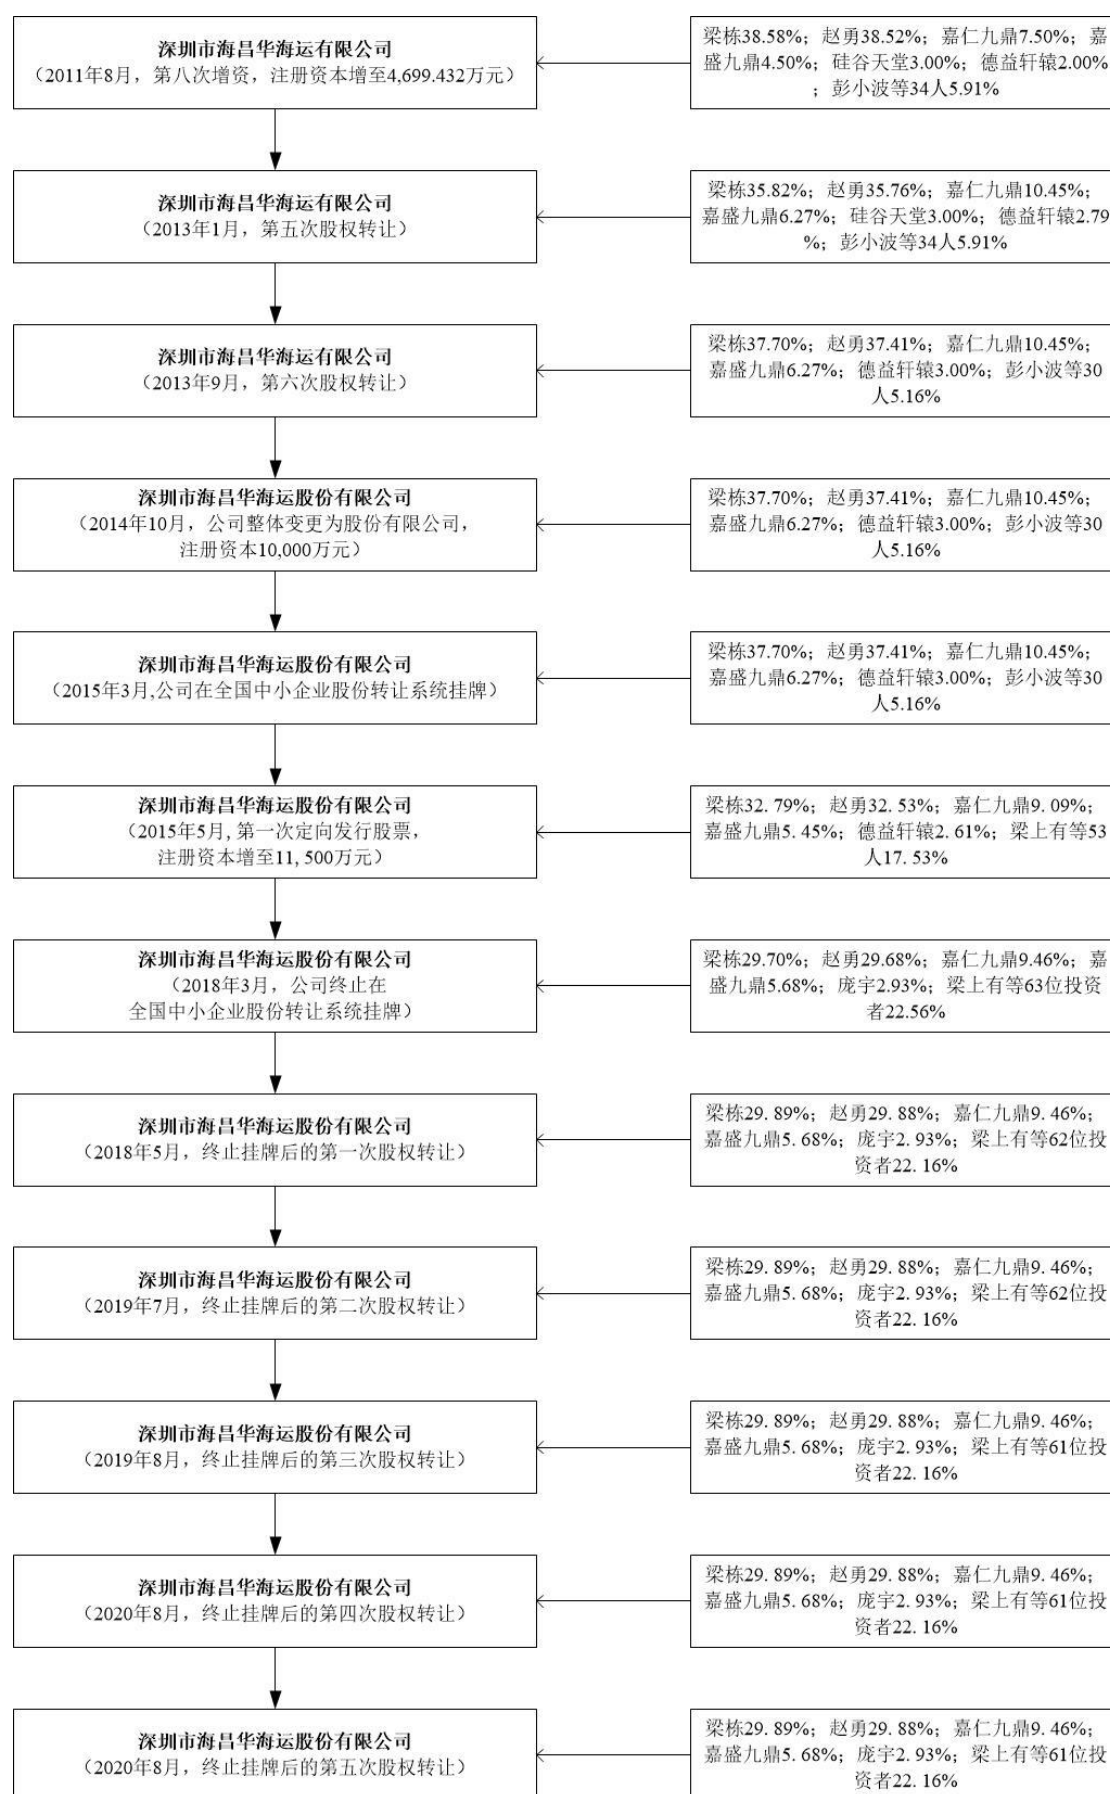 深圳市海昌华海运有限公司
（2011年8月，第八次增资，注册资本增至4,699.432万元）
梁栋38.58%；赵勇38.52%；嘉仁九鼎7.50%；嘉
盛九鼎4.50%；硅谷天堂3.00%；德益轩辕2.00%
；彭小波等34人5.91%
深圳市海昌华海运有限公司
（2013年1月，第五次股权转让）
梁栋35.82%；赵勇35.76%；嘉仁九鼎10.45%；
嘉盛九鼎6.27%；硅谷天堂3.00%；德益轩辕2.79
%；彭小波等34人5.91%
深圳市海昌华海运有限公司
（2013年9月，第六次股权转让）
梁栋37.70%；赵勇37.41%；嘉仁九鼎10.45%；
嘉盛九鼎6.27%；德益轩辕3.00%；彭小波等30
人5.16%
深圳市海昌华海运股份有限公司
（2014年10月，公司整体变更为股份有限公司，
注册资本10,000万元）
梁栋37.70%；赵勇37.41%；嘉仁九鼎10.45%；
嘉盛九鼎6.27%；德益轩辕3.00%；彭小波等30
人5.16%
深圳市海昌华海运股份有限公司
（2015年3月,公司在全国中小企业股份转让系统挂牌）
梁栋37.70%；赵勇37.41%；嘉仁九鼎10.45%；
嘉盛九鼎6.27%；德益轩辕3.00%；彭小波等30
人5.16%
深圳市海昌华海运股份有限公司
（2015年5月,第一次定向发行股票，
注册资本增至11,500万元）
梁栋32.79%；赵勇32.53%；嘉仁九鼎9.09%；
嘉盛九鼎5.45%；德益轩辕2.61%；梁上有等53
人17.53%
深圳市海昌华海运股份有限公司
（2018年3月，公司终止在
全国中小企业股份转让系统挂牌）
梁栋29.70%；赵勇29.68%；嘉仁九鼎9.46%；嘉
盛九鼎5.68%；庞宇2.93%；梁上有等63位投资
者22.56%
深圳市海昌华海运股份有限公司
（2018年5月，终止挂牌后的第一次股权转让）
梁栋29.89%；赵勇29.88%；嘉仁九鼎9.46%；
嘉盛九鼎5.68%；庞宇2.93%；梁上有等62位投
资者22.16%
深圳市海昌华海运股份有限公司
（2019年7月，终止挂牌后的第二次股权转让）
梁栋29.89%；赵勇29.88%；嘉仁九鼎9.46%；
嘉盛九鼎5.68%；庞宇2.93%；梁上有等62位投
资者22.16%
深圳市海昌华海运股份有限公司
（2019年8月，终止挂牌后的第三次股权转让）
梁栋29.89%；赵勇29.88%；嘉仁九鼎9.46%；
嘉盛九鼎5.68%；庞宇2.93%；梁上有等61位投
资者22.16%
深圳市海昌华海运股份有限公司
（2020年8月，终止挂牌后的第四次股权转让）
梁栋29.89%；赵勇29.88%；嘉仁九鼎9.46%；
嘉盛九鼎5.68%；庞宇2.93%；梁上有等61位投
资者22.16%
深圳市海昌华海运股份有限公司
（2020年8月，终止挂牌后的第五次股权转让）
梁栋29.89%；赵勇29.88%；嘉仁九鼎9.46%；
嘉盛九鼎5.68%；庞宇2.93%；梁上有等61位投
资者22.16%